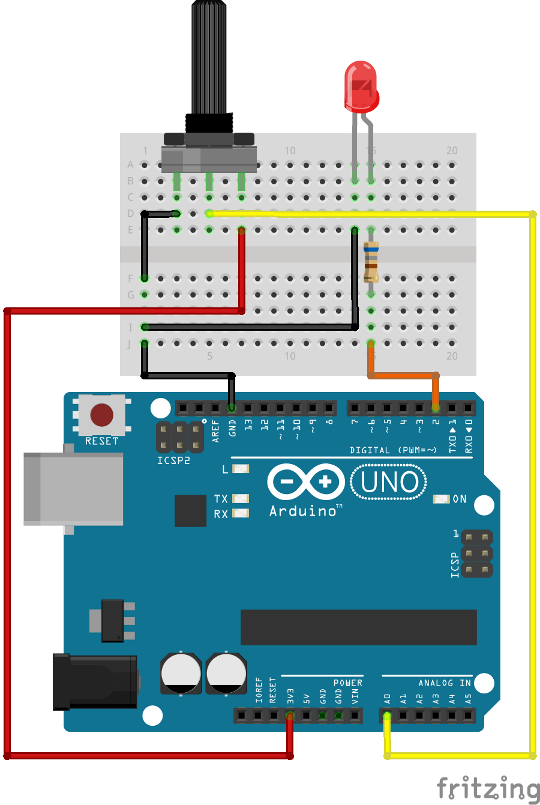 1 5 10 15 20
A
B
C
D
E
F
G
H
I
J
1 5 10 15 20
RESET
ICSP2
AREF
GND
13
12
~11
~10
~9
8
7
~6
~5
4
~3
2
TX0▶1
RX0◀0
DIGITAL (PWM=~)
L
TX
RX
UNO
ON
Arduino™
1
ICSP
POWER
ANALOG IN
IOREF
RESET
3V3
5V
GND
GND
VIN
A0
A1
A2
A3
A4
A5
fritzing